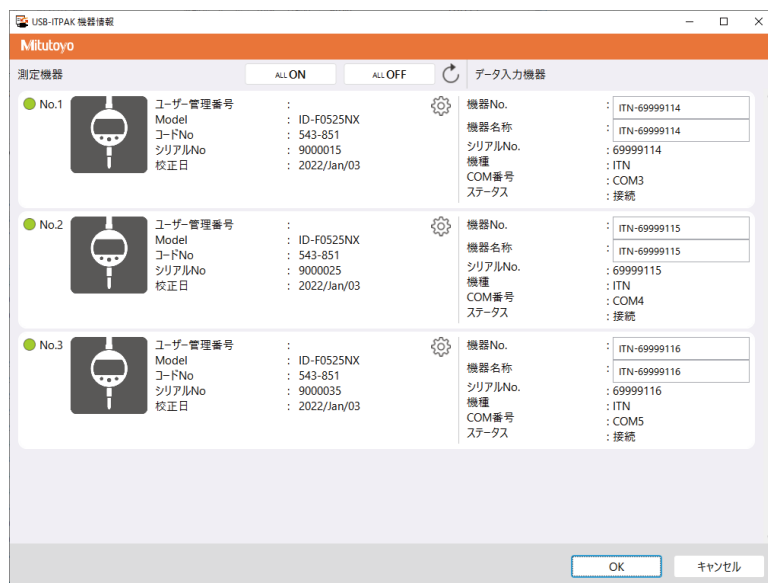 USB-ITPAK 機器情報
Mitutoyo
測定機器 ALL ON ALL OFF データ入力機器
No.1
ユーザー管理番号 :
Model : ID-F0525NX
コードNo : 543-851
シリアルNo : 9000015
校正日 : 2022/Jan/03
機器No. : ITN-69999114
機器名称 : ITN-69999114
シリアルNo. : 69999114
機種 : ITN
COM番号 : COM3
ステータス : 接続
No.2
ユーザー管理番号 :
Model : ID-F0525NX
コードNo : 543-851
シリアルNo : 9000025
校正日 : 2022/Jan/03
機器No. : ITN-69999115
機器名称 : ITN-69999115
シリアルNo. : 69999115
機種 : ITN
COM番号 : COM4
ステータス : 接続
No.3
ユーザー管理番号 :
Model : ID-F0525NX
コードNo : 543-851
シリアルNo : 9000035
校正日 : 2022/Jan/03
機器No. : ITN-69999116
機器名称 : ITN-69999116
シリアルNo. : 69999116
機種 : ITN
COM番号 : COM5
ステータス : 接続
OK キャンセル